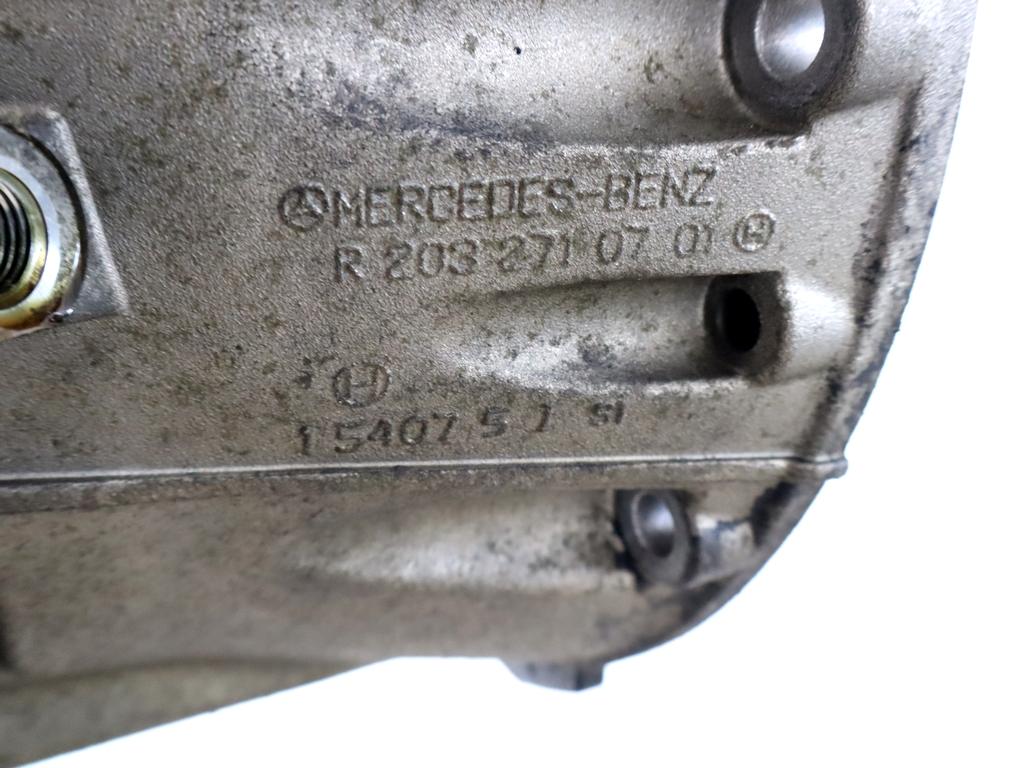 MERCEDES-BENZ
R 203 271 07 01 H
H
1 5407 5 1 SI